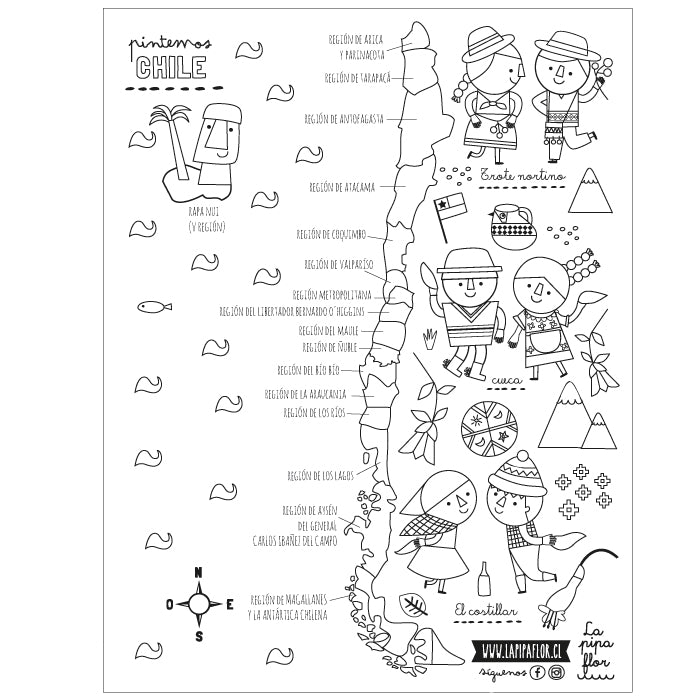 pintemos
CHILE
RAPA NUI
(V REGIÓN)
REGIÓN DE ARICA
Y PARINACOTA
REGIÓN DE TARAPACÁ
REGIÓN DE ANTOFAGASTA
REGIÓN DE ATACAMA
REGIÓN DE COQUIMBO
REGIÓN DE VALPARÍSO
REGIÓN METROPOLITANA
REGIÓN DEL LIBERTADOR BERNARDO O´HIGGINS
REGIÓN DEL MAULE
REGIÓN DE ÑUBLE
REGIÓN DEL BÍO BÍO
REGIÓN DE LA ARAUCANIA
REGIÓN DE LOS RÍOS
REGIÓN DE LOS LAGOS
REGIÓN DE AYSÉN
DEL GENERAL
CARLOS IBAÑEZ DEL CAMPO
REGIÓN DE MAGALLANES
Y LA ANTÁRTICA CHILENA
N
O E
S
Trote nortino
cueca
El costillar
WWW.LAPIPAFLOR.CL
síguenos
La
pipa
flor